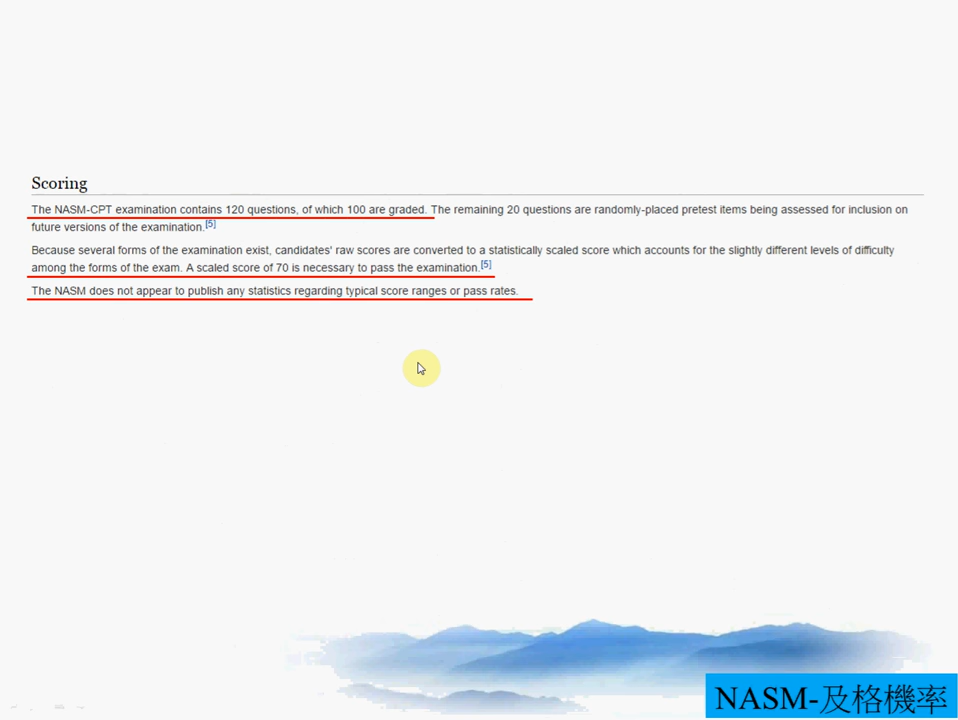 Scoring
The NASM-CPT examination contains 120 questions, of which 100 are graded. The remaining 20 questions are randomly-placed pretest items being assessed for inclusion on
future versions of the examination.[5]
Because several forms of the examination exist, candidates' raw scores are converted to a statistically scaled score which accounts for the slightly different levels of difficulty
among the forms of the exam. A scaled score of 70 is necessary to pass the examination.[5]
The NASM does not appear to publish any statistics regarding typical score ranges or pass rates.
NASM-及格機率